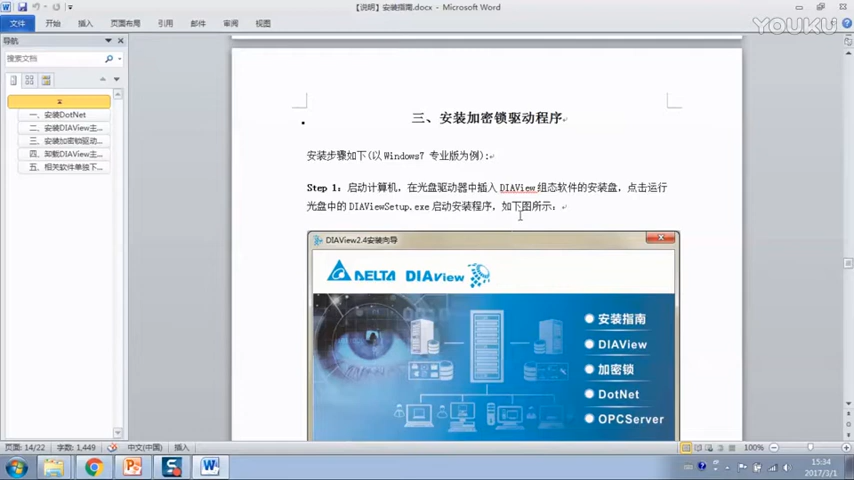 【说明】安装指南.docx - Microsoft Word
文件 开始 插入 页面布局 引用 邮件 审阅 视图
YOUKU
导航
搜索文档
一、安装DotNet
二、安装DIAView主...
三、安装加密锁驱动...
四、卸载DIAView主...
五、相关软件单独下...
三、安装加密锁驱动程序
安装步骤如下(以Windows7 专业版为例):
Step 1：启动计算机，在光盘驱动器中插入 DIAView组态软件的安装盘，点击运行
光盘中的DIAViewSetup.exe启动安装程序，如下图所示：
DIAView2.4安装向导
DELTA DIAView
安装指南
DIAView
加密锁
DotNet
OPCServer
页面: 14/22 字数: 1,449 中文(中国) 插入 100%
15:34
2017/3/1